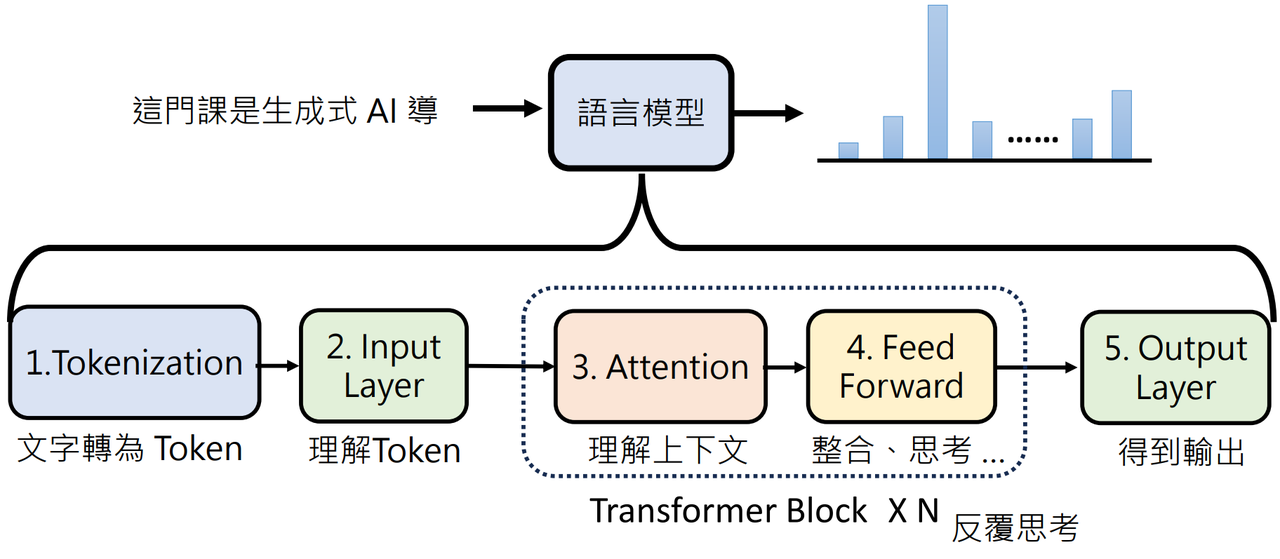 這門課是生成式 AI 導
語言模型
......
1.Tokenization
文字轉為 Token
2. Input
Layer
理解Token
3. Attention
理解上下文
4. Feed
Forward
整合、思考 ...
5. Output
Layer
得到輸出
Transformer Block X N
反覆思考